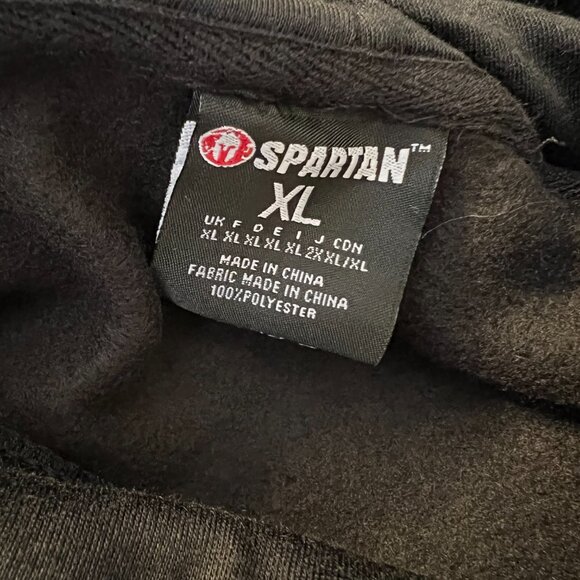 SPARTAN™
XL
UK F D E I J CDN
XL XL XL XL XL 2X XL/XL
MADE IN CHINA
FABRIC MADE IN CHINA
100%POLYESTER